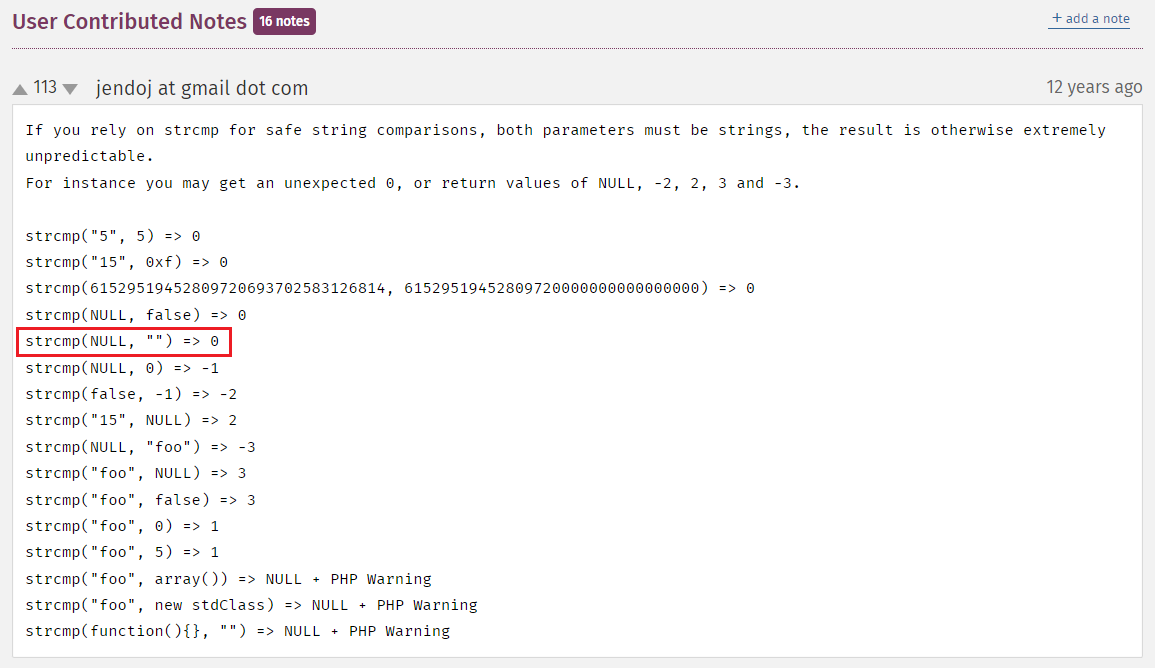 User Contributed Notes 16 notes + add a note
113 jendoj at gmail dot com 12 years ago
If you rely on strcmp for safe string comparisons, both parameters must be strings, the result is otherwise extremely
unpredictable.
For instance you may get an unexpected 0, or return values of NULL, -2, 2, 3 and -3.
strcmp("5", 5) => 0
strcmp("15", 0xf) => 0
strcmp(61529519452809720693702583126814, 61529519452809720000000000000000) => 0
strcmp(NULL, false) => 0
strcmp(NULL, "") => 0
strcmp(NULL, 0) => -1
strcmp(false, -1) => -2
strcmp("15", NULL) => 2
strcmp(NULL, "foo") => -3
strcmp("foo", NULL) => 3
strcmp("foo", false) => 3
strcmp("foo", 0) => 1
strcmp("foo", 5) => 1
strcmp("foo", array()) => NULL + PHP Warning
strcmp("foo", new stdClass) => NULL + PHP Warning
strcmp(function(){}, "") => NULL + PHP Warning